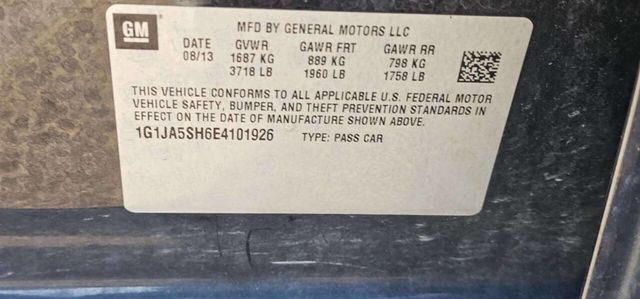 GM
MFD BY GENERAL MOTORS LLC
DATE GVWR GAWR FRT GAWR RR
08/13 1687 KG 889 KG 798 KG
3718 LB 1960 LB 1758 LB
THIS VEHICLE CONFORMS TO ALL APPLICABLE U.S. FEDERAL MOTOR
VEHICLE SAFETY, BUMPER, AND THEFT PREVENTION STANDARDS IN
EFFECT ON THE DATE OF MANUFACTURE SHOWN ABOVE.
1G1JA5SH6E4101926 TYPE: PASS CAR